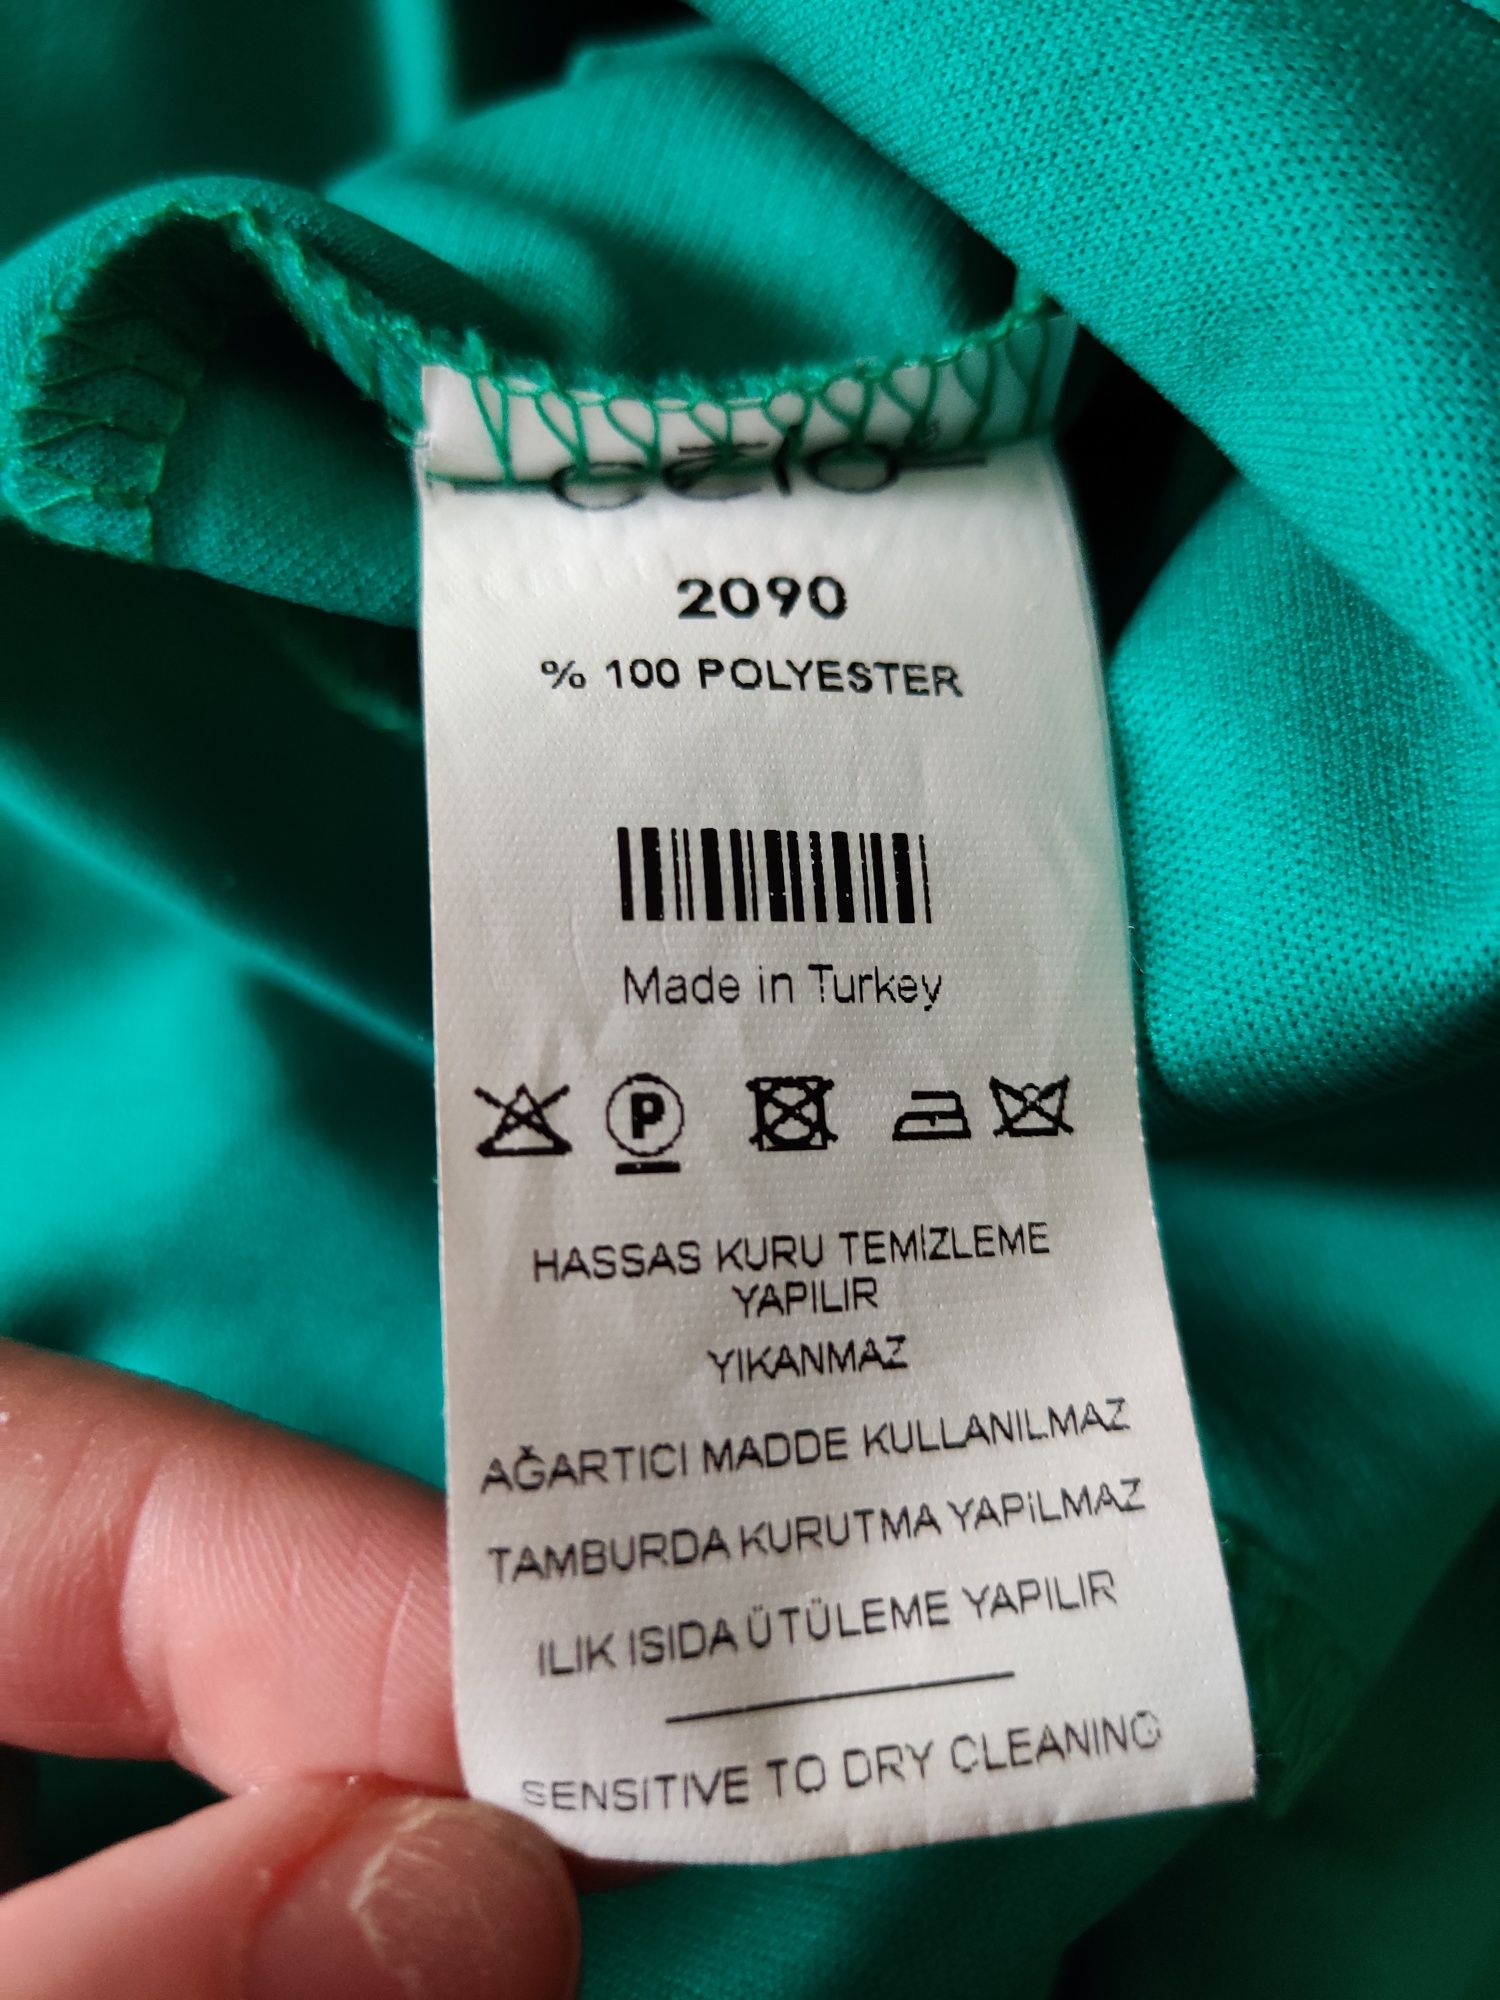 2090
% 100 POLYESTER
Made in Turkey
P
HASSAS KURU TEMİZLEME
YAPILIR
YIKANMAZ
AĞARTICI MADDE KULLANILMAZ
TAMBURDA KURUTMA YAPiLMAZ
ILIK ISIDA ÜTÜLEME YAPILIR
SENSITIVE TO DRY CLEANING